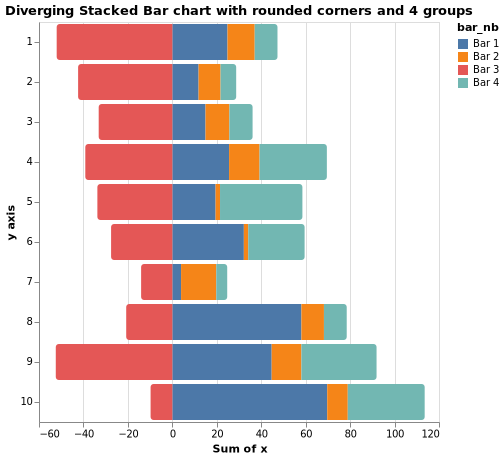 Diverging Stacked Bar chart with rounded corners and 4 groups
bar_nb
Bar 1
Bar 2
Bar 3
Bar 4
y axis
1
2
3
4
5
6
7
8
9
10
−60 −40 −20 0 20 40 60 80 100 120
Sum of x